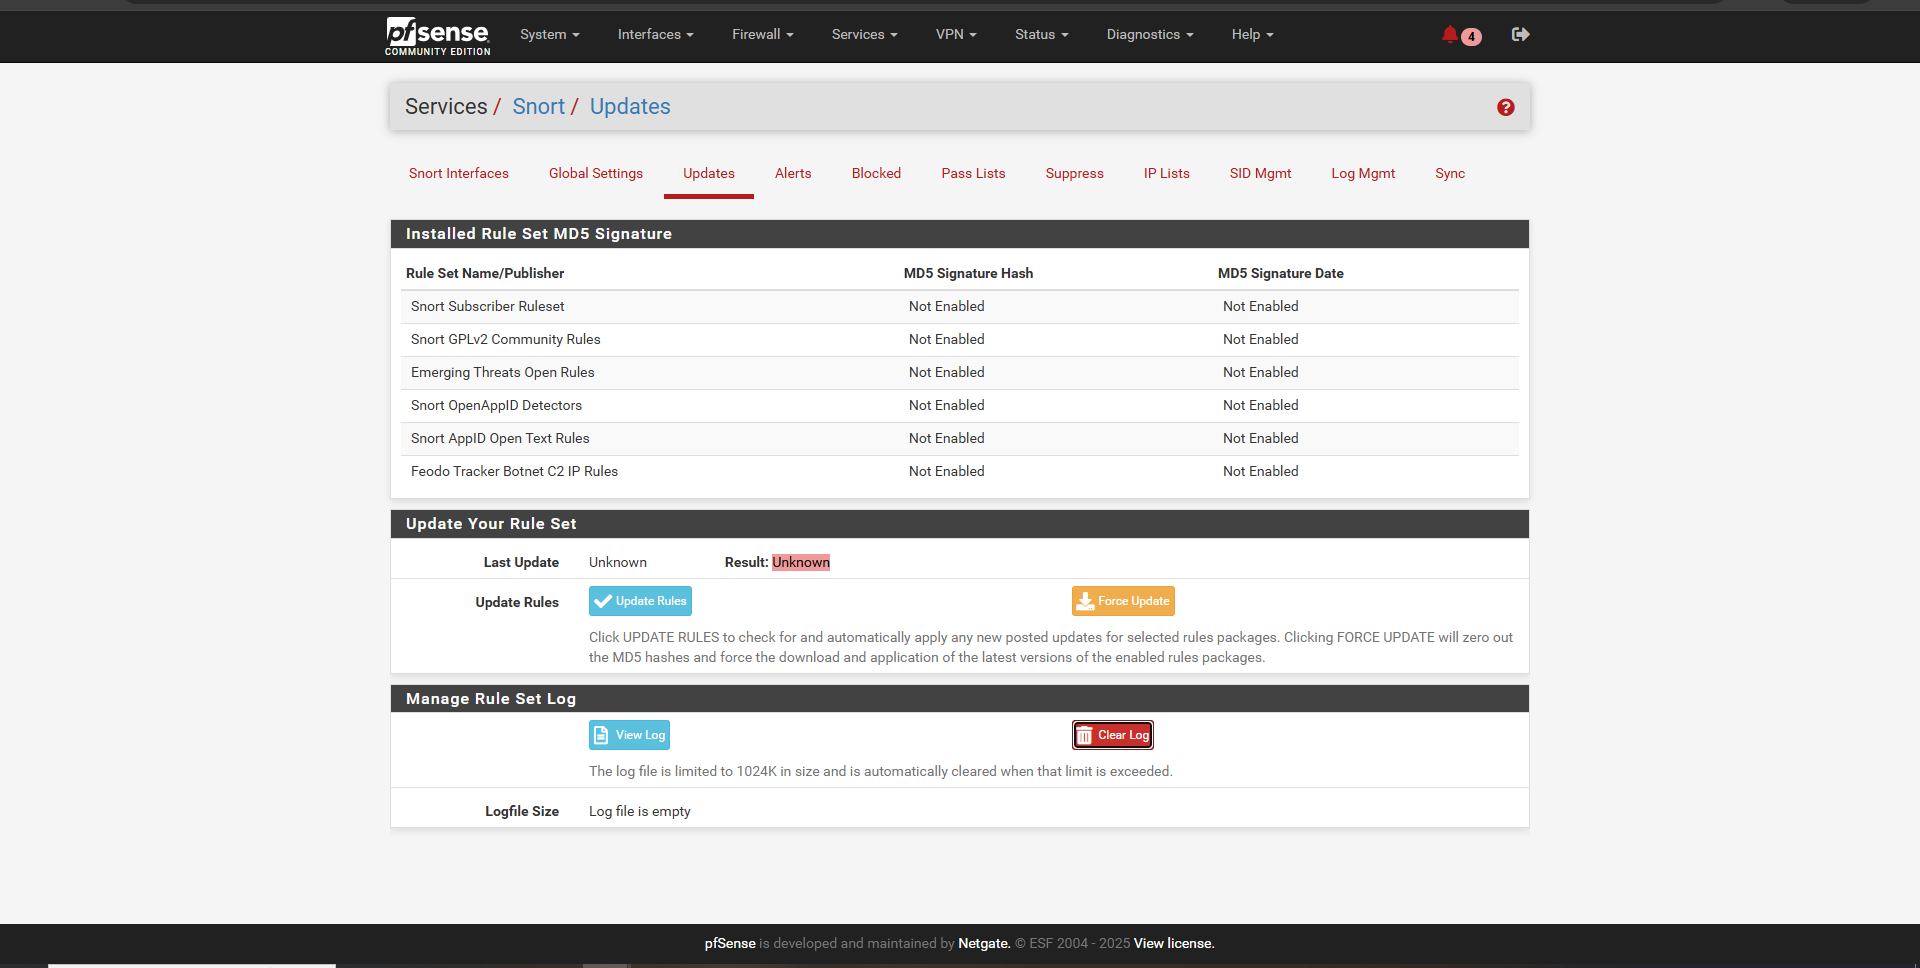 pfsense
COMMUNITY EDITION
System Interfaces Firewall Services VPN Status Diagnostics Help 4
Services / Snort / Updates
Snort Interfaces Global Settings Updates Alerts Blocked Pass Lists Suppress IP Lists SID Mgmt Log Mgmt Sync
Installed Rule Set MD5 Signature
Rule Set Name/Publisher MD5 Signature Hash MD5 Signature Date
Snort Subscriber Ruleset Not Enabled Not Enabled
Snort GPLv2 Community Rules Not Enabled Not Enabled
Emerging Threats Open Rules Not Enabled Not Enabled
Snort OpenAppID Detectors Not Enabled Not Enabled
Snort AppID Open Text Rules Not Enabled Not Enabled
Feodo Tracker Botnet C2 IP Rules Not Enabled Not Enabled
Update Your Rule Set
Last Update Unknown Result: Unknown
Update Rules Update Rules Force Update
Click UPDATE RULES to check for and automatically apply any new posted updates for selected rules packages. Clicking FORCE UPDATE will zero out
the MD5 hashes and force the download and application of the latest versions of the enabled rules packages.
Manage Rule Set Log
View Log Clear Log
The log file is limited to 1024K in size and is automatically cleared when that limit is exceeded.
Logfile Size Log file is empty
pfSense is developed and maintained by Netgate. © ESF 2004 - 2025 View license.